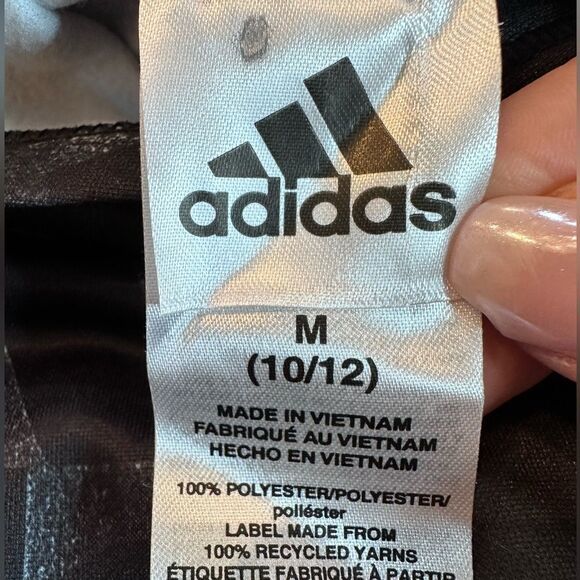 adidas
M
(10/12)
MADE IN VIETNAM
FABRIQUÉ AU VIETNAM
HECHO EN VIETNAM
100% POLYESTER/POLYESTER/
poliéster
LABEL MADE FROM
100% RECYCLED YARNS
ÉTIQUETTE FABRIQUÉ À PARTIR